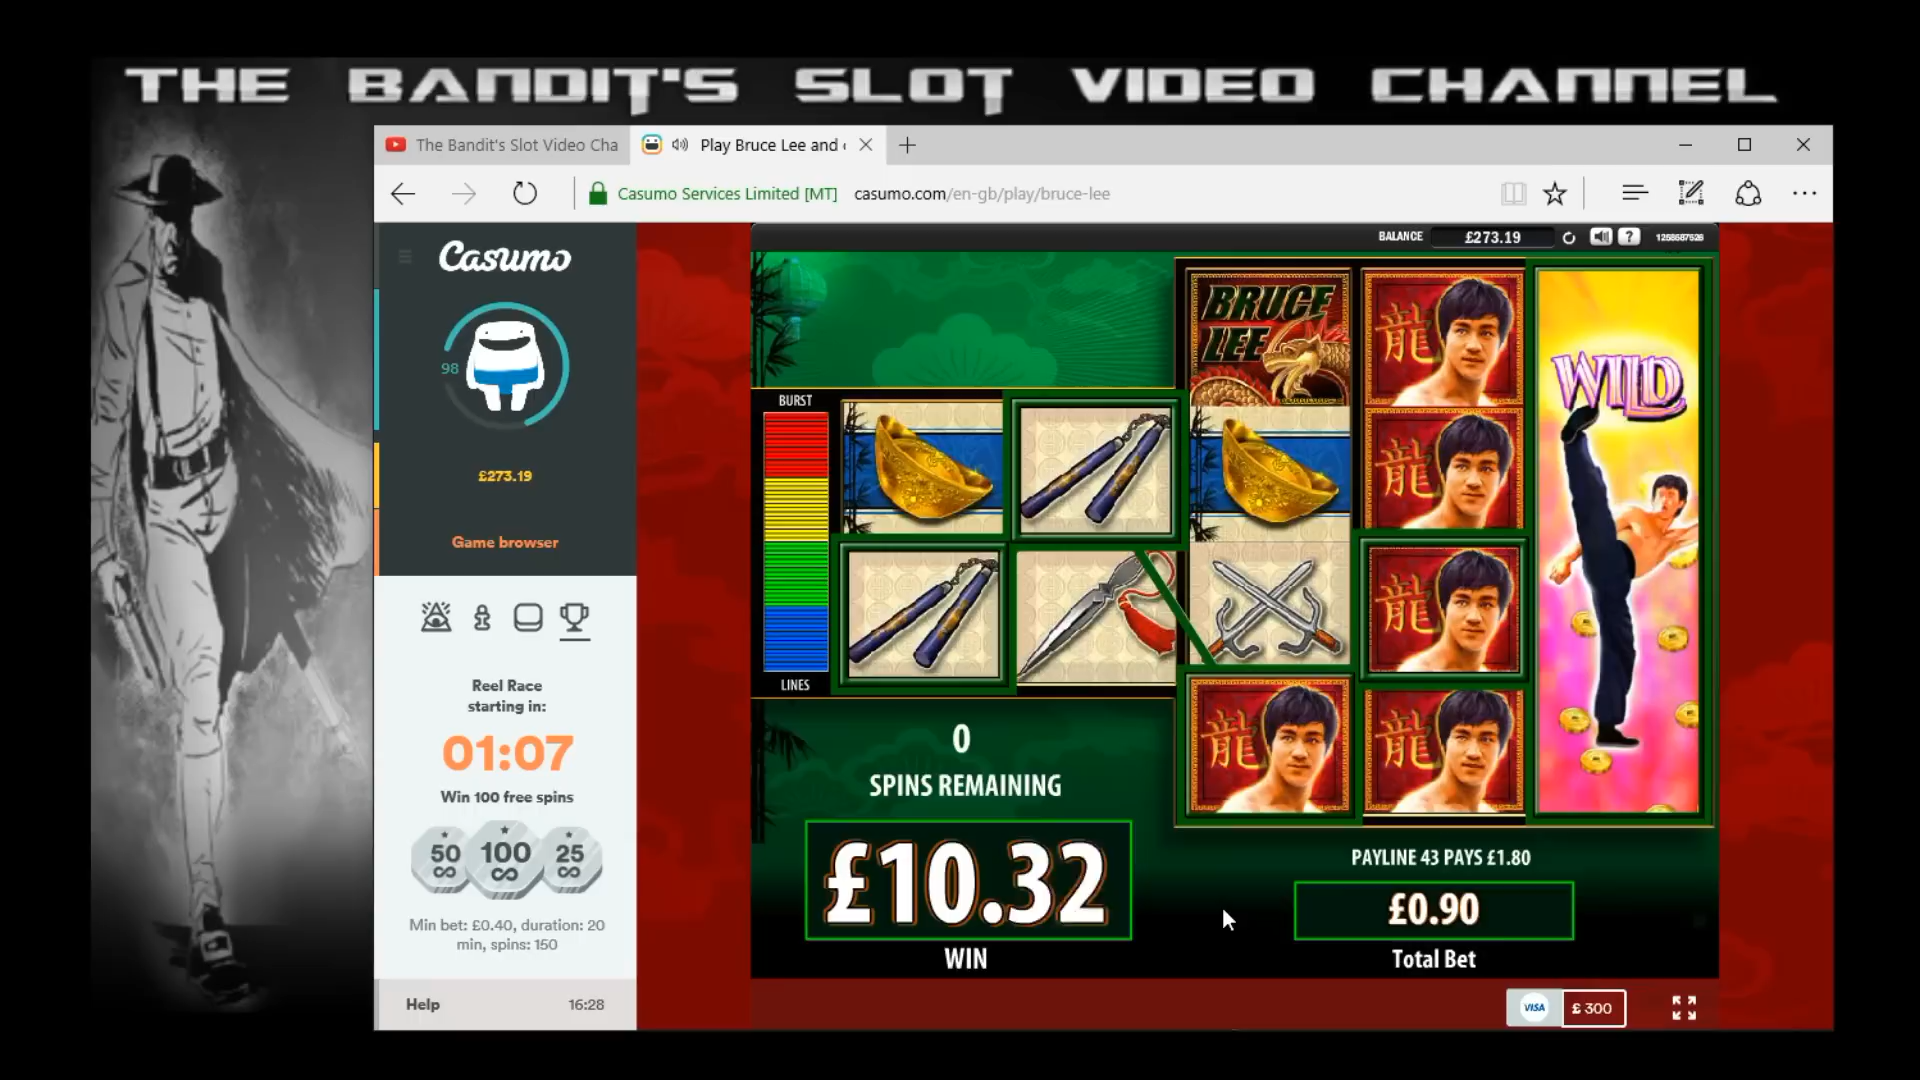 THE BANDIT'S SLOT VIDEO CHANNEL
The Bandit's Slot Video Cha
Play Bruce Lee and
Casumo Services Limited [MT] casumo.com/en-gb/play/bruce-lee
Casumo
98
£273.19
Game browser
Reel Race
starting in:
01:07
Win 100 free spins
50 100 25
Min bet: £0.40, duration: 20
min, spins: 150
Help 16:28
BALANCE £273.19 ? 1258687526
BRUCE
LEE
龍
龍
龍
龍
龍
WILD
BURST
LINES
0
SPINS REMAINING
£10.32
WIN
PAYLINE 43 PAYS £1.80
£0.90
Total Bet
VISA £ 300